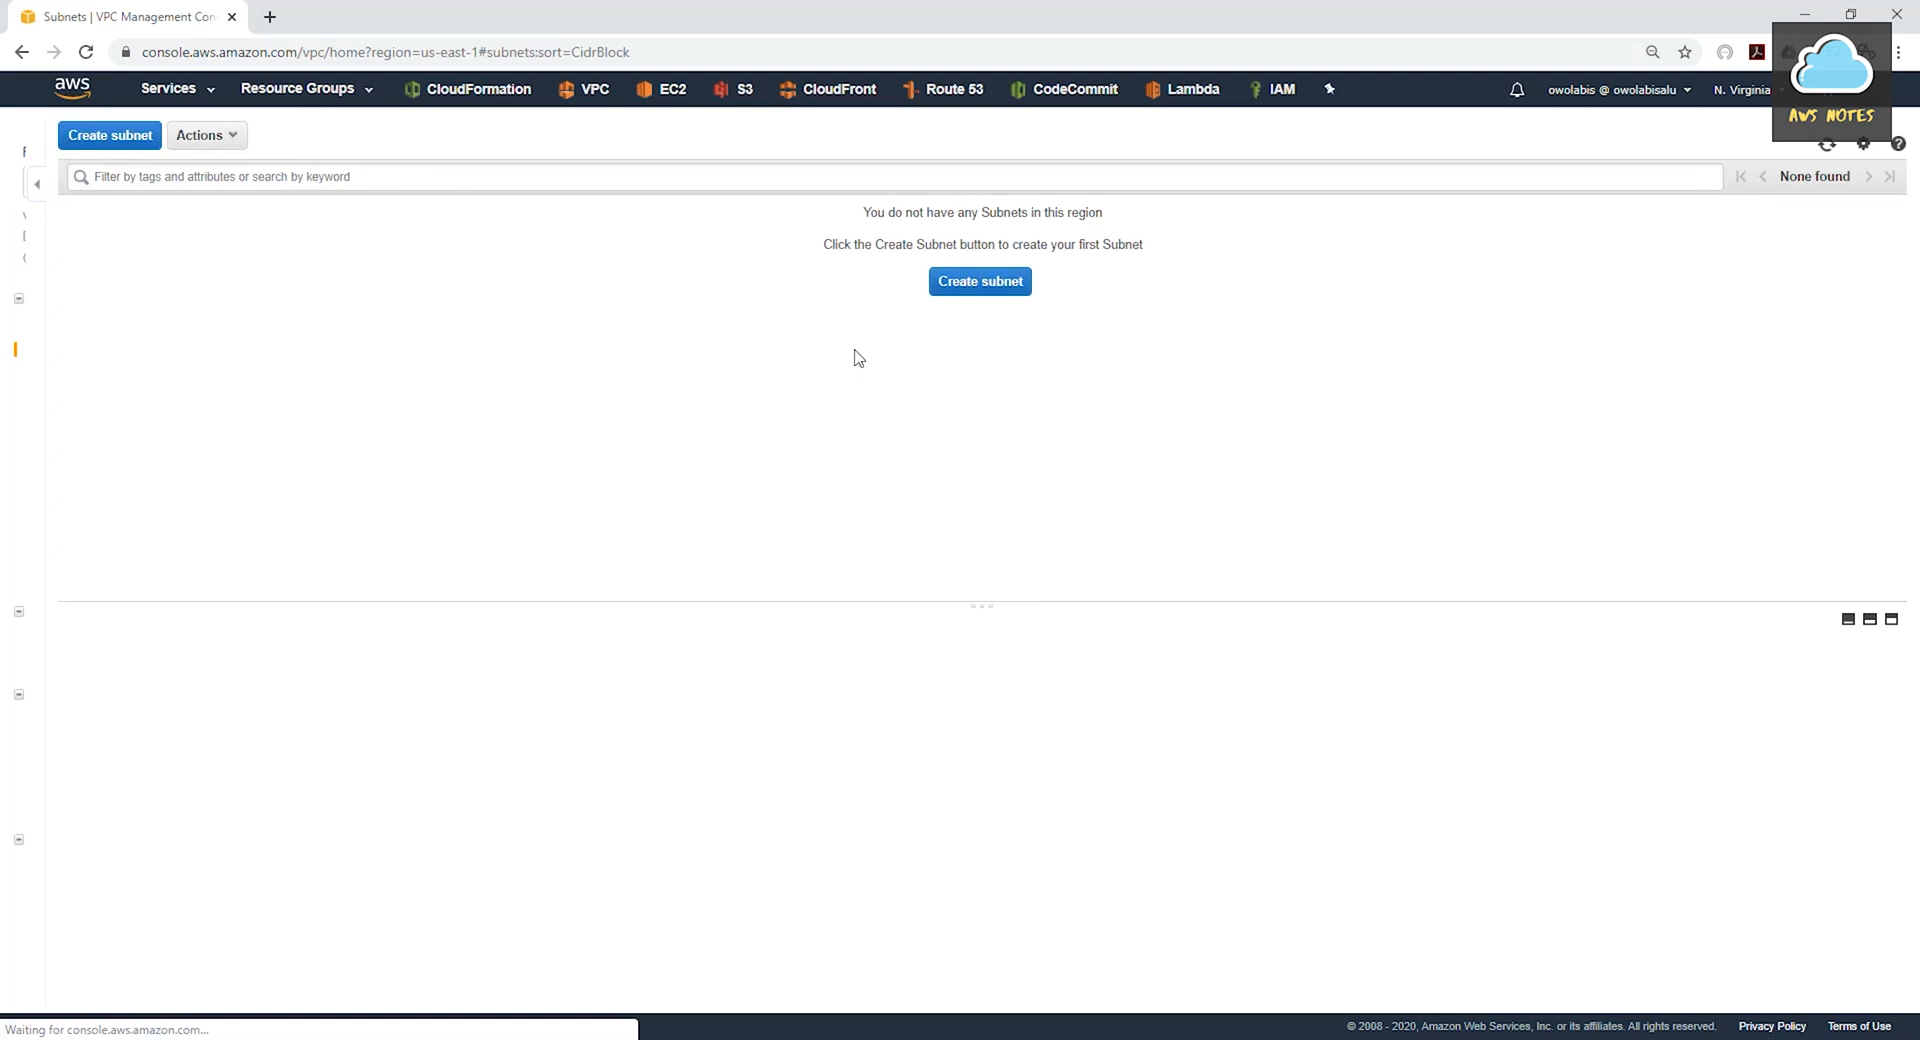 Subnets | VPC Management Con
console.aws.amazon.com/vpc/home?region=us-east-1#subnets:sort=CidrBlock
aws Services Resource Groups CloudFormation VPC EC2 S3 CloudFront Route 53 CodeCommit Lambda IAM owolabis @ owolabisalu N. Virginia
AWS NOTES
Create subnet Actions
Filter by tags and attributes or search by keyword None found
You do not have any Subnets in this region
Click the Create Subnet button to create your first Subnet
Create subnet
Waiting for console.aws.amazon.com...
© 2008 - 2020, Amazon Web Services, Inc. or its affiliates. All rights reserved. Privacy Policy Terms of Use